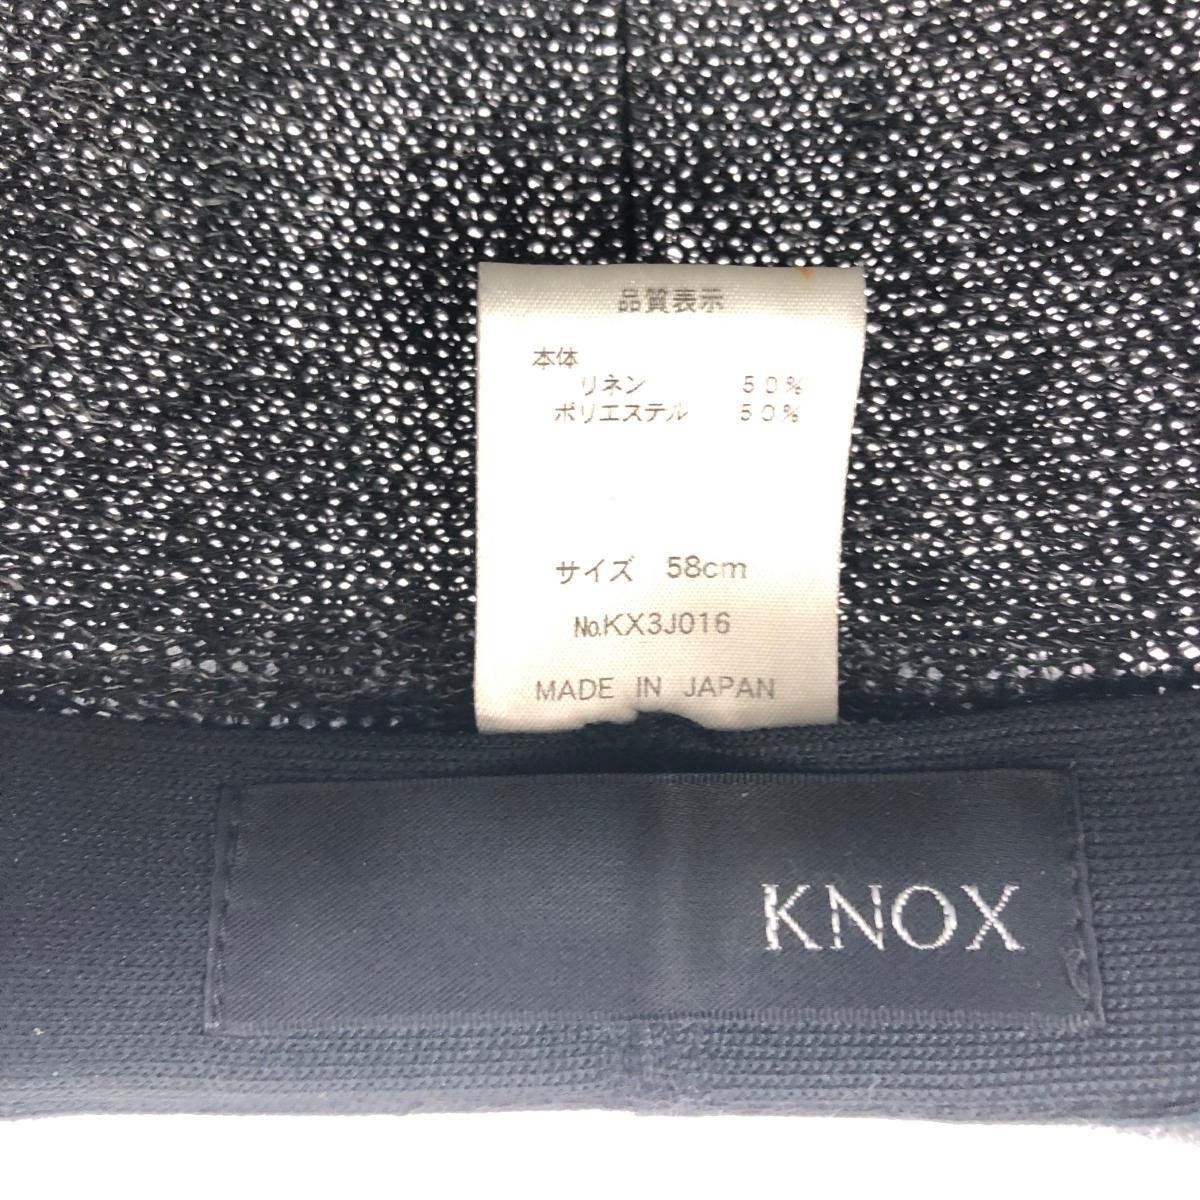 品質表示
本体
リネン 50%
ポリエステル 50%
サイズ 58cm
No.KX3J016
MADE IN JAPAN
KNOX